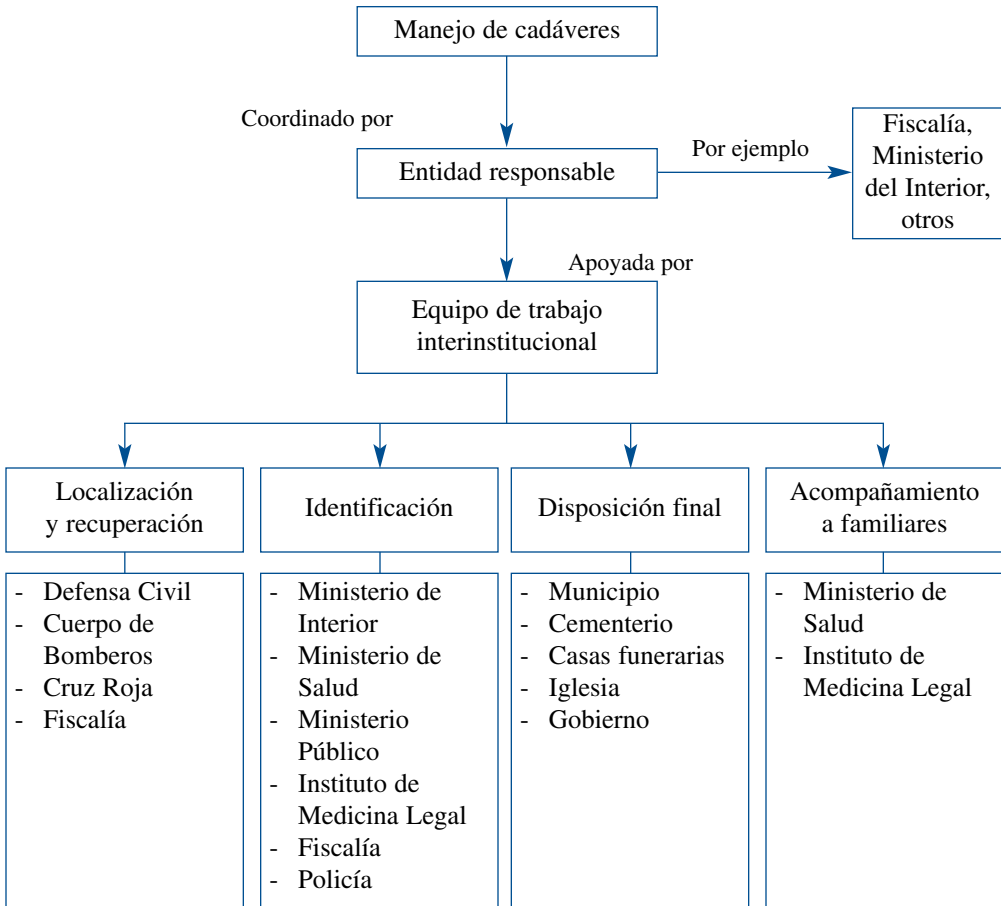 Manejo de cadáveres
Coordinado por
Entidad responsable
Por ejemplo
Fiscalía,
Ministerio
del Interior,
otros
Apoyada por
Equipo de trabajo
interinstitucional
Localización
y recuperación
- Defensa Civil
- Cuerpo de
Bomberos
- Cruz Roja
- Fiscalía
Identificación
- Ministerio de
Interior
- Ministerio de
Salud
- Ministerio
Público
- Instituto de
Medicina Legal
- Fiscalía
- Policía
Disposición final
- Municipio
- Cementerio
- Casas funerarias
- Iglesia
- Gobierno
Acompañamiento
a familiares
- Ministerio de
Salud
- Instituto de
Medicina Legal